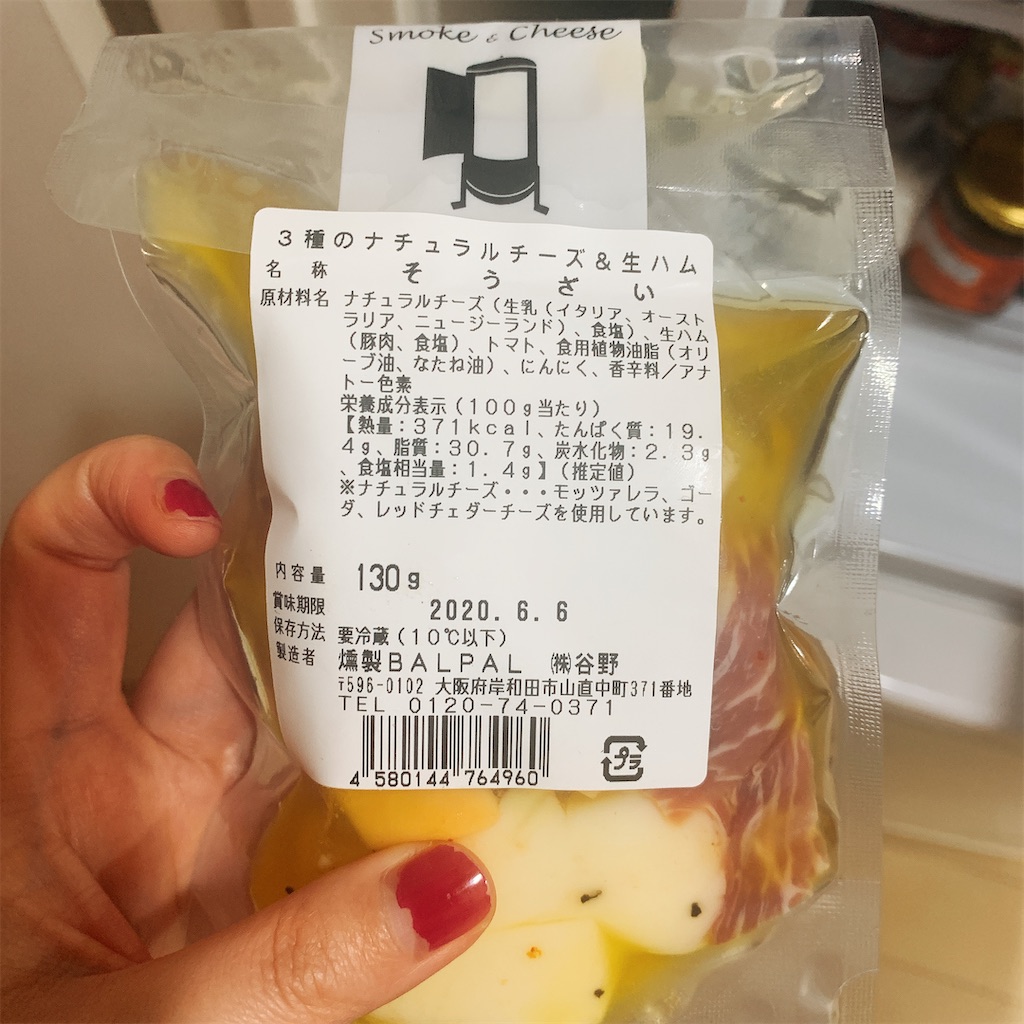 Smoke & Cheese
3種のナチュラルチーズ&生ハム
名称 そうざい
原材料名 ナチュラルチーズ(生乳(イタリア、オースト
ラリア、ニュージーランド)、食塩)、生ハム
(豚肉、食塩)、トマト、食用植物油脂(オリ
ーブ油、なたね油)、にんにく、香辛料/アナ
トー色素
栄養成分表示(100g当たり)
【熱量:371kcal、たんぱく質:19.
4g、脂質:30.7g、炭水化物:2.3g
、食塩相当量:1.4g】(推定値)
※ナチュラルチーズ・・・モッツァレラ、ゴー
ダ、レッドチェダーチーズを使用しています。
内容量 130g
賞味期限 2020.6.6
保存方法 要冷蔵(10℃以下)
製造者 燻製BALPAL ㈱谷野
〒596-0102 大阪府岸和田市山直中町371番地
TEL 0120-74-0371
4 580144 764960
プラ